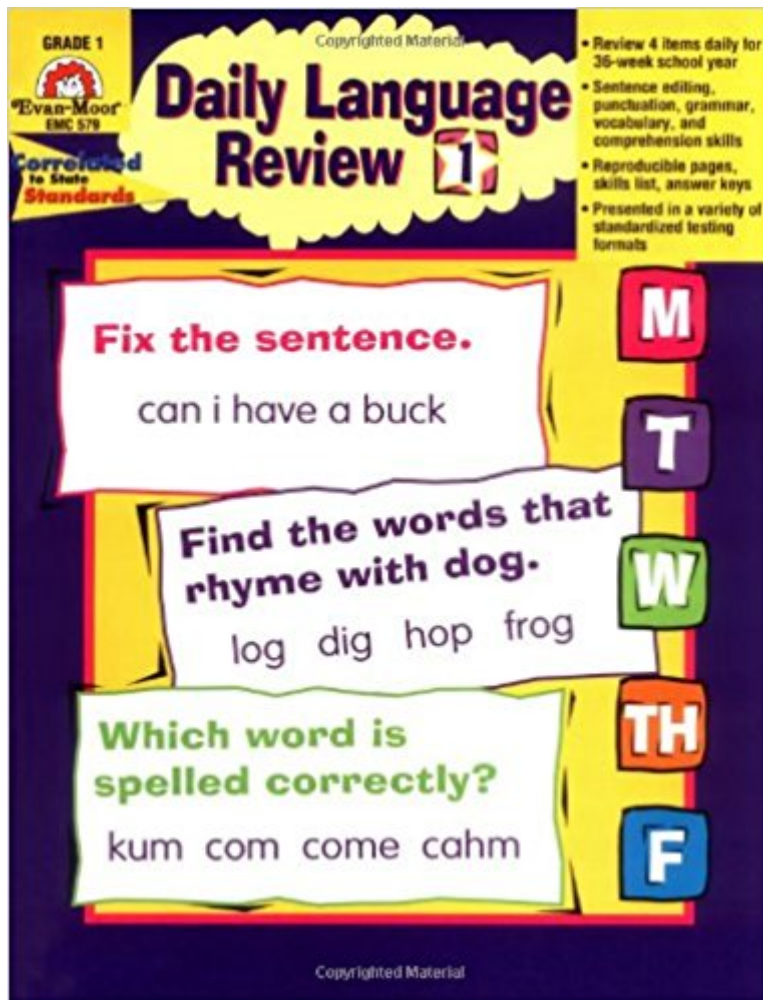 Copyrighted Material
GRADE 1
Evan-Moor®
EMC 579
Correlated
to State
Standards
Daily Language
Review 1
• Review 4 items daily for
36-week school year
• Sentence editing,
punctuation, grammar,
vocabulary, and
comprehension skills
• Reproducible pages,
skills list, answer keys
• Presented in a variety of
standardized testing
formats
Fix the sentence.
can i have a buck
Find the words that
rhyme with dog.
log dig hop frog
Which word is
spelled correctly?
kum com come cahm
M
T
W
TH
F
Copyrighted Material